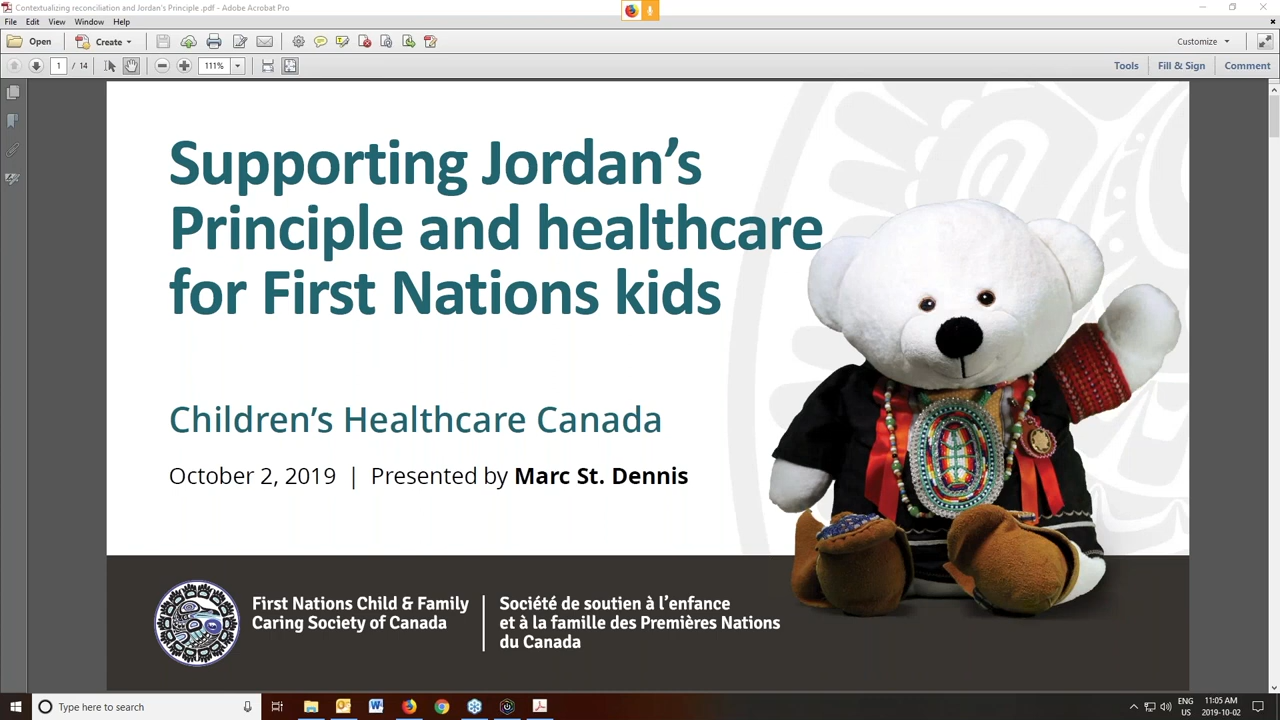 Contextualizing reconciliation and Jordan's Principle .pdf - Adobe Acrobat Pro
File Edit View Window Help
Open Create Customize
1 / 14 111% Tools Fill & Sign Comment
Supporting Jordan’s
Principle and healthcare
for First Nations kids
Children’s Healthcare Canada
October 2, 2019 | Presented by Marc St. Dennis
First Nations Child & Family
Caring Society of Canada
Société de soutien à l’enfance
et à la famille des Premières Nations
du Canada
Type here to search
ENG
US
11:05 AM
2019-10-02